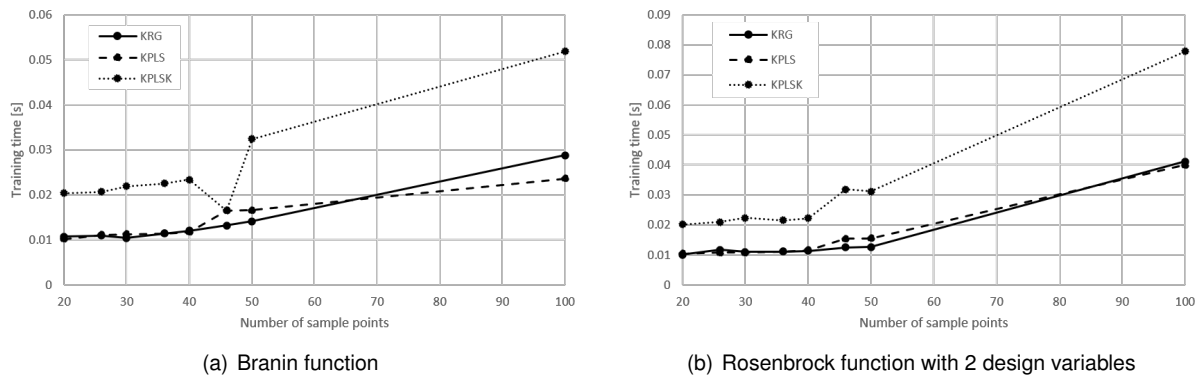 0.06
0.05
0.04
0.03
0.02
0.01
0
Training time [s]
KRG
KPLS
KPLSK
20 30 40 50 60 70 80 90 100
Number of sample points
(a) Branin function
0.09
0.08
0.07
0.06
0.05
0.04
0.03
0.02
0.01
0
Training time [s]
KRG
KPLS
KPLSK
20 30 40 50 60 70 80 90 100
Number of sample points
(b) Rosenbrock function with 2 design variables